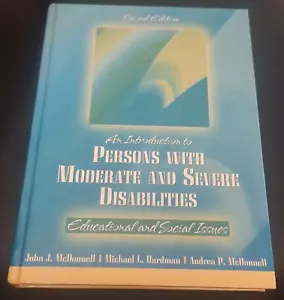 Second Edition
An Introduction to
PERSONS WITH
MODERATE AND SEVERE
DISABILITIES
Educational and Social Issues
John J. McDonnell | Michael L. Hardman | Andrea P. McDonnell